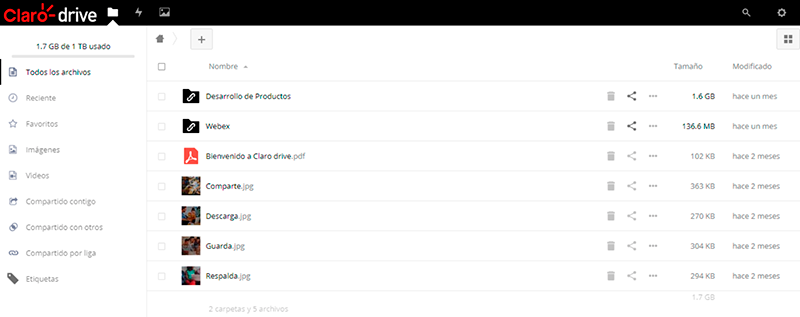 Claro drive
1.7 GB de 1 TB usado
Todos los archivos
Reciente
Favoritos
Imágenes
Videos
Compartido contigo
Compartido con otros
Compartido por liga
Etiquetas
Nombre Tamaño Modificado
Desarrollo de Productos 1.6 GB hace un mes
Webex 136.6 MB hace un mes
Bienvenido a Claro drive.pdf 102 KB hace 2 meses
Comparte.jpg 363 KB hace 2 meses
Descarga.jpg 270 KB hace 2 meses
Guarda.jpg 304 KB hace 2 meses
Respalda.jpg 294 KB hace 2 meses
2 carpetas y 5 archivos 1.7 GB